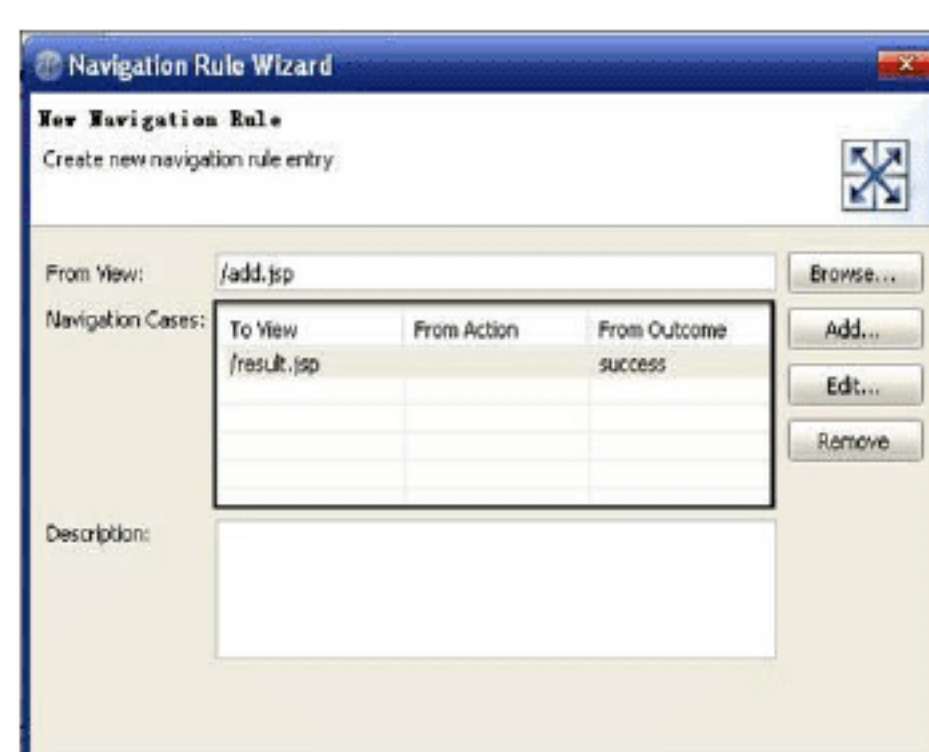 Navigation Rule Wizard
New Navigation Rule
Create new navigation rule entry
From View: /add.jsp Browse...
Navigation Cases: To View From Action From Outcome Add...
/result.jsp success
Edit...
Remove
Description: